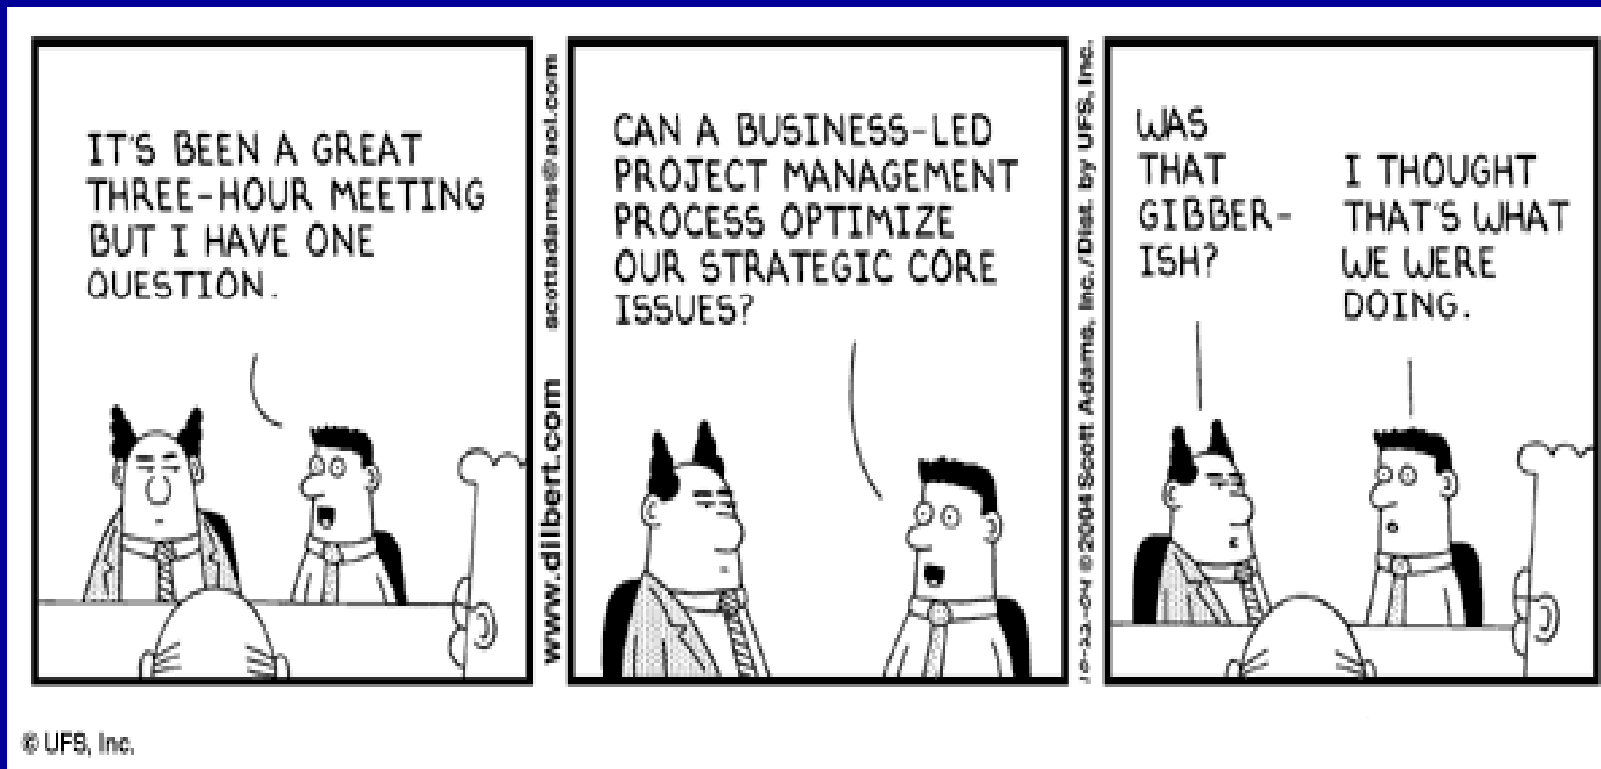 IT'S BEEN A GREAT
THREE-HOUR MEETING
BUT I HAVE ONE
QUESTION.
www.dilbert.com scottadams@aol.com
CAN A BUSINESS-LED
PROJECT MANAGEMENT
PROCESS OPTIMIZE
OUR STRATEGIC CORE
ISSUES?
©2004 Scott Adams, Inc./Dist. by UFS, Inc.
WAS
THAT
GIBBER-
ISH?
I THOUGHT
THAT'S WHAT
WE WERE
DOING.
© UFS, Inc.